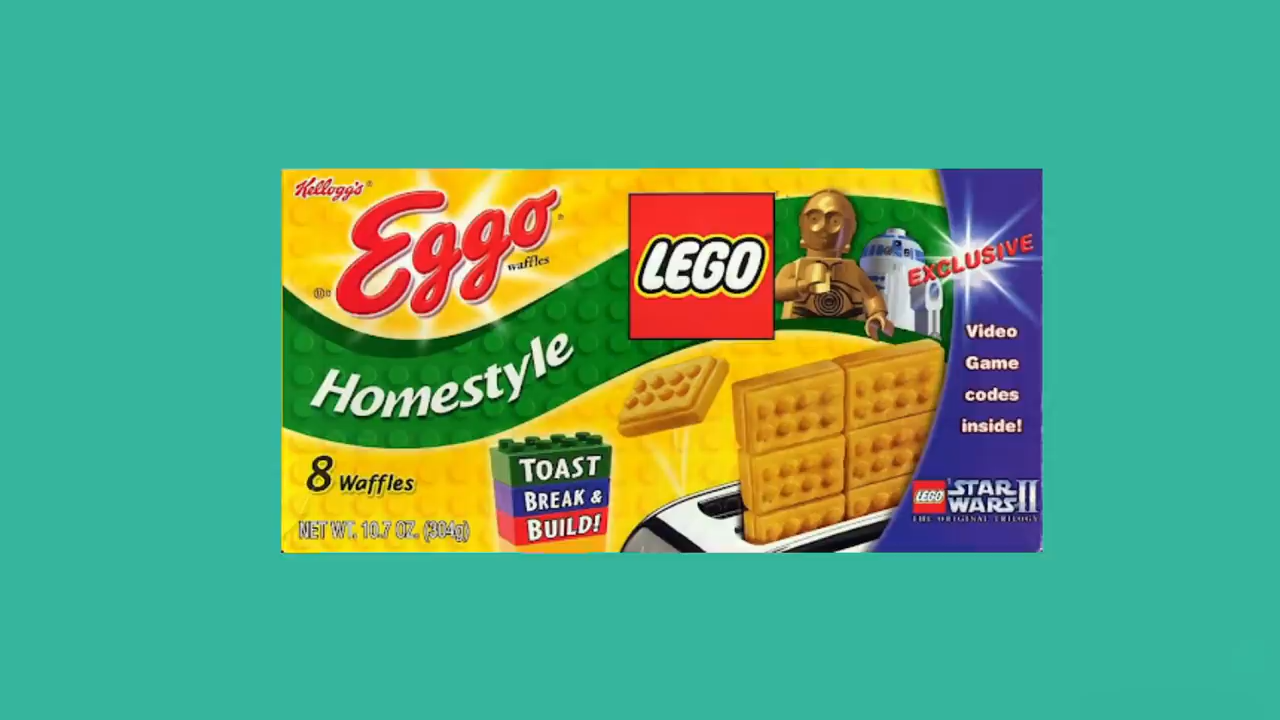 Kellogg's
Eggo
waffles
Homestyle
8 Waffles
NET WT. 10.7 OZ. (304g)
TOAST
BREAK &
BUILD!
LEGO
EXCLUSIVE
Video
Game
codes
inside!
LEGO STAR WARS II
THE ORIGINAL TRILOGY